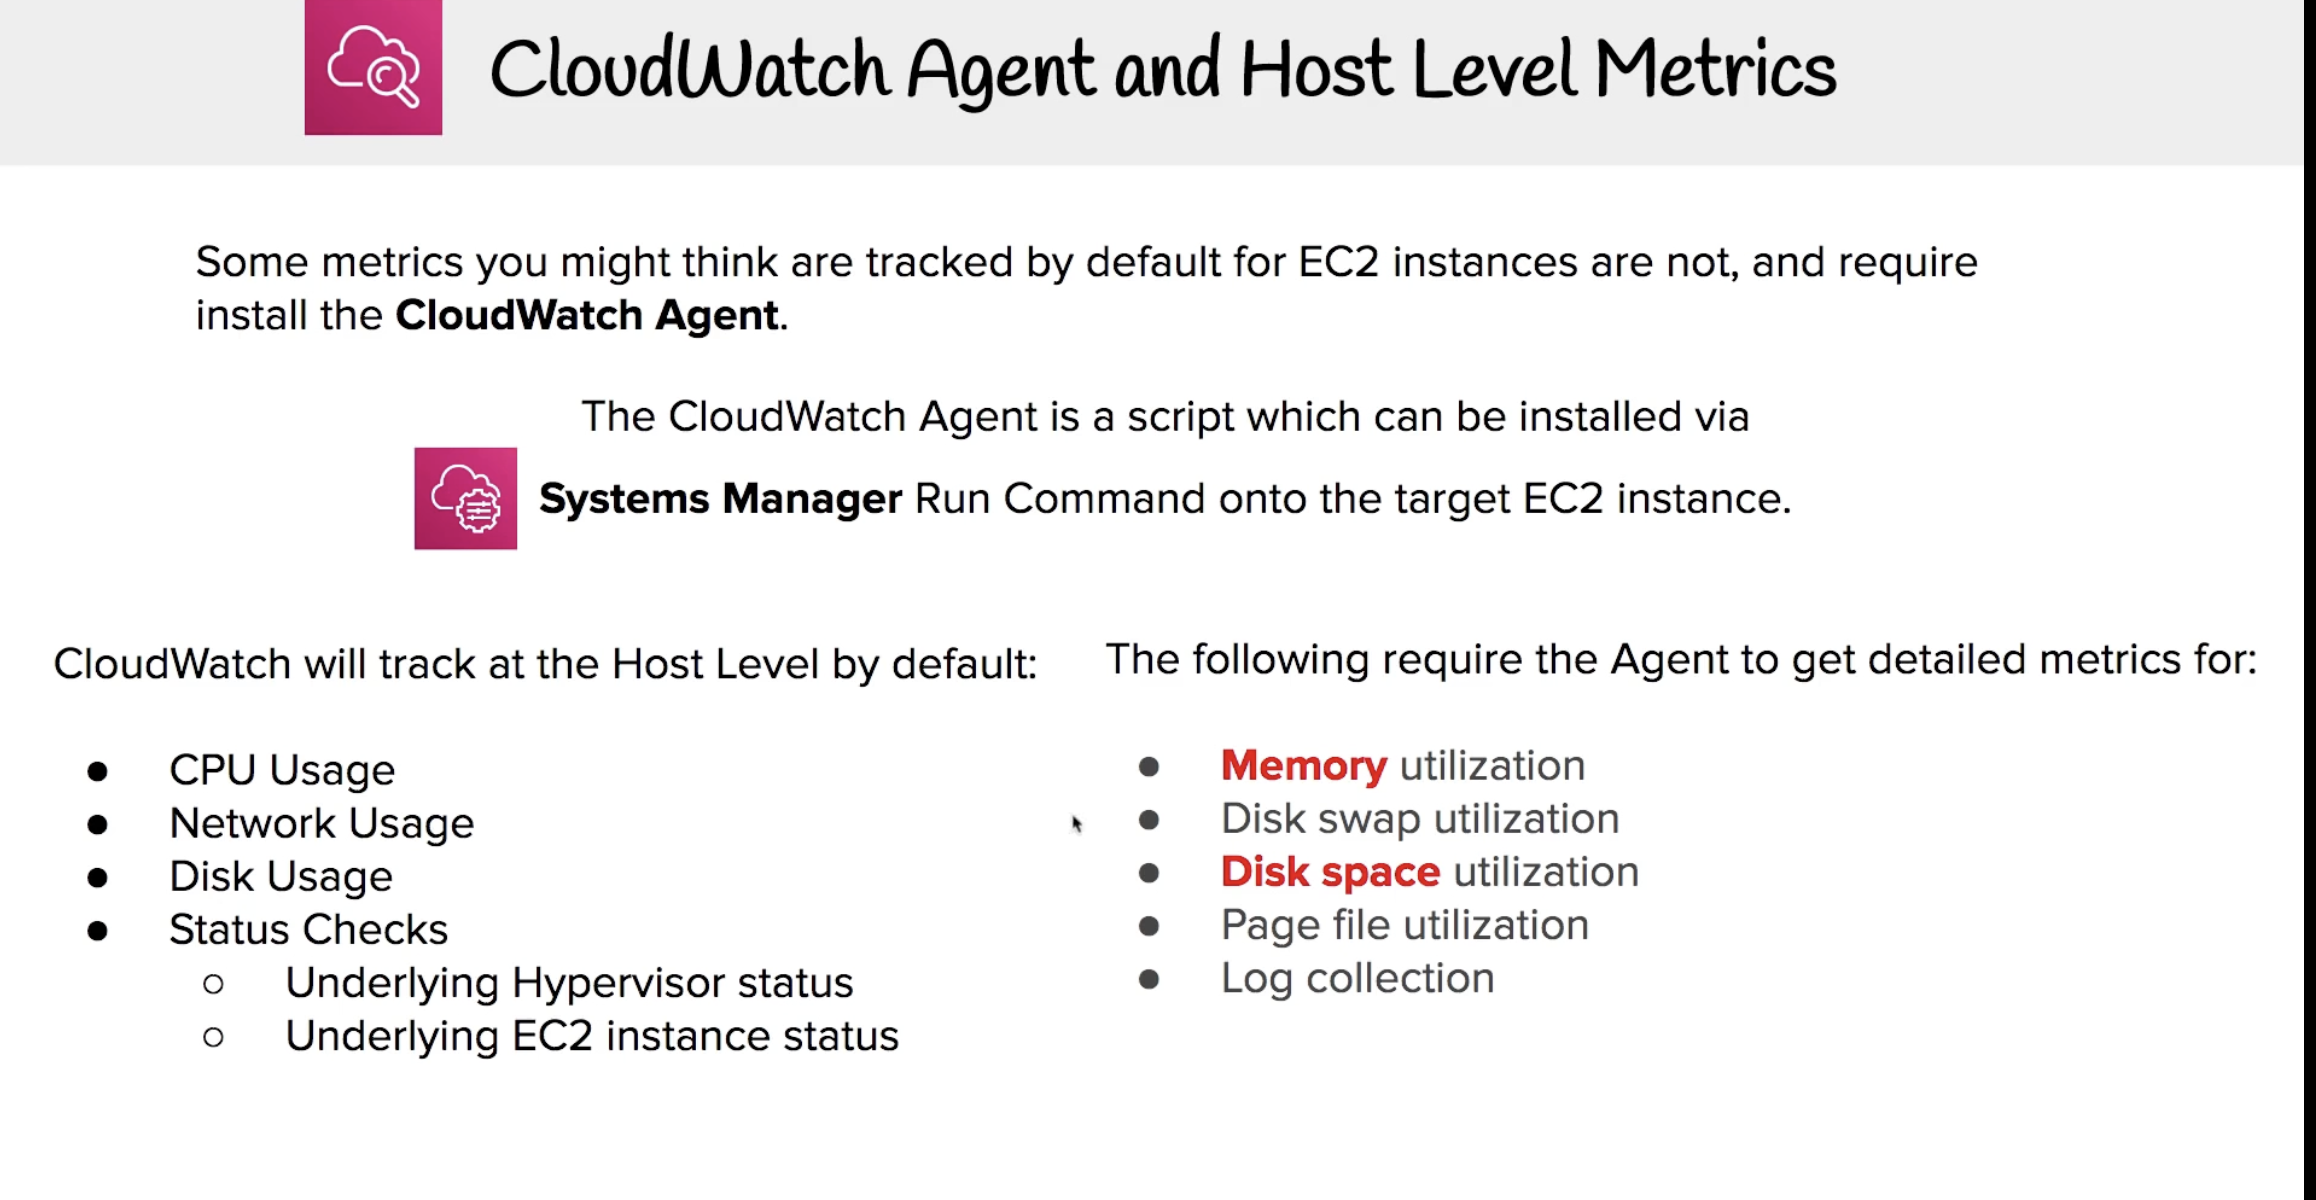 CloudWatch Agent and Host Level Metrics
Some metrics you might think are tracked by default for EC2 instances are not, and require
install the CloudWatch Agent.
The CloudWatch Agent is a script which can be installed via
Systems Manager Run Command onto the target EC2 instance.
CloudWatch will track at the Host Level by default:
● CPU Usage
● Network Usage
● Disk Usage
● Status Checks
○ Underlying Hypervisor status
○ Underlying EC2 instance status
The following require the Agent to get detailed metrics for:
● Memory utilization
● Disk swap utilization
● Disk space utilization
● Page file utilization
● Log collection